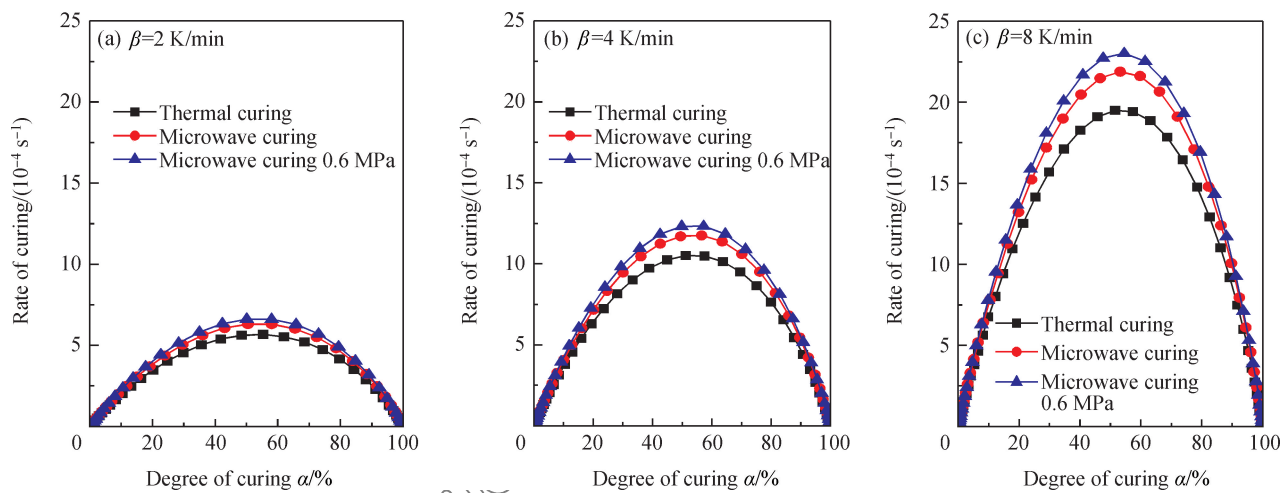 (a) β=2 K/min
Thermal curing
Microwave curing
Microwave curing 0.6 MPa
Rate of curing/(10⁻⁴ s⁻¹)
25
20
15
10
5
0
20
40
60
80
100
Degree of curing α/%
(b) β=4 K/min
Thermal curing
Microwave curing
Microwave curing 0.6 MPa
Rate of curing/(10⁻⁴ s⁻¹)
25
20
15
10
5
0
20
40
60
80
100
Degree of curing α/%
(c) β=8 K/min
Thermal curing
Microwave curing
Microwave curing
0.6 MPa
Rate of curing/(10⁻⁴ s⁻¹)
25
20
15
10
5
0
20
40
60
80
100
Degree of curing α/%